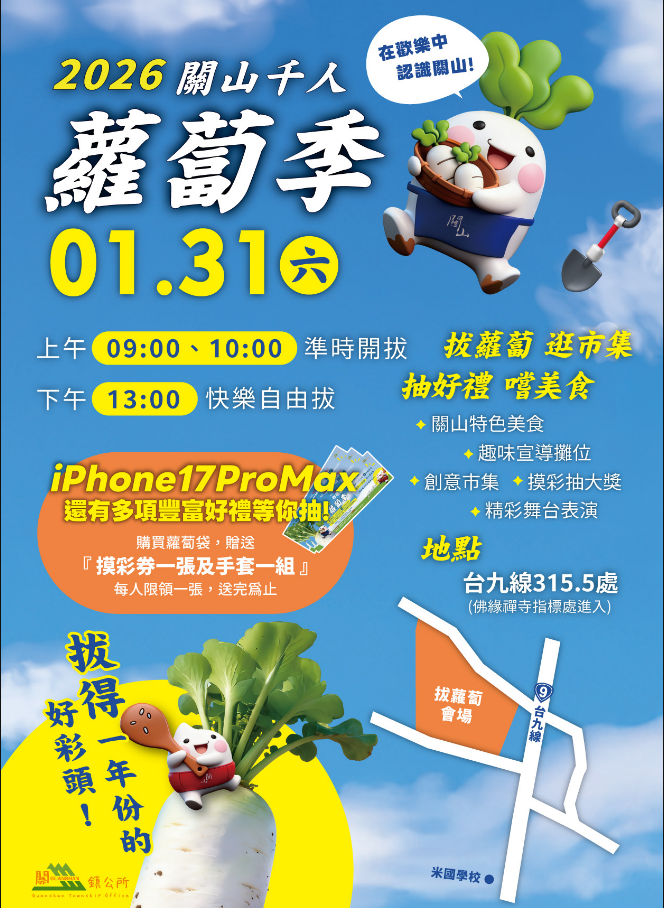 在歡樂中
認識關山!
2026 關山千人
蘿蔔季
01.31 六
關山
上午 09:00、10:00 準時開拔
下午 13:00 快樂自由拔
拔蘿蔔 逛市集
抽好禮 嚐美食
✦ 關山特色美食
✦ 趣味宣導攤位
✦ 創意市集 ✦ 摸彩抽大獎
✦ 精彩舞台表演
iPhone17ProMax
還有多項豐富好禮等你抽!
購買蘿蔔袋，贈送
『 摸彩券一張及手套一組 』
每人限領一張，送完為止
地點
台九線315.5處
(佛緣禪寺指標處進入)
拔蘿蔔
會場
9
台九線
米國學校
拔得一年份的
好彩頭！
關山鎮公所
Guanshan Township Office